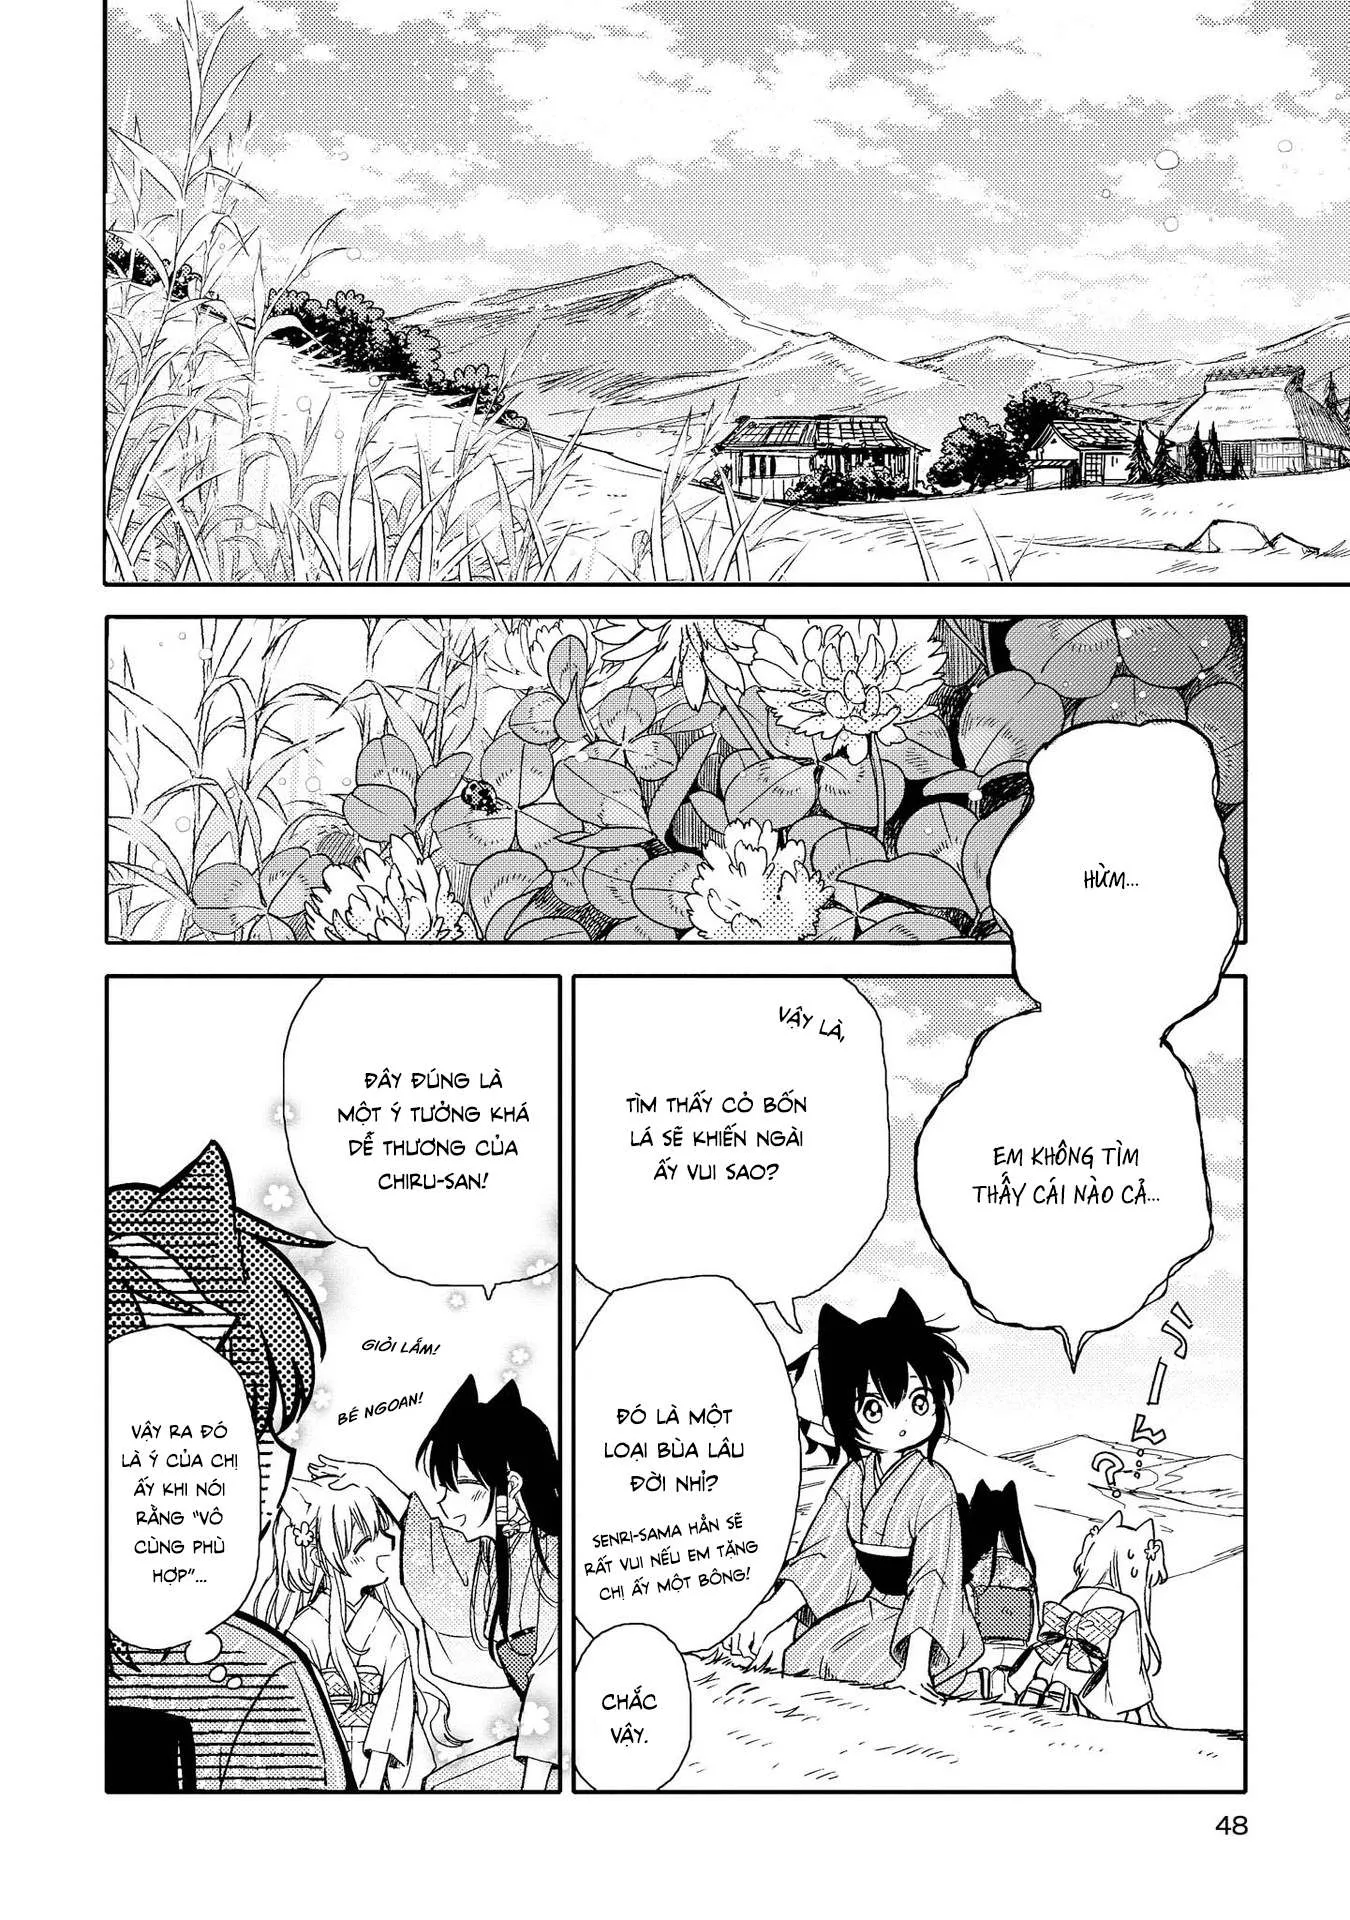 HỪM...
EM KHÔNG TÌM
THẤY CÁI NÀO CẢ...
うーん…?
VẬY LÀ,
TÌM THẤY CỎ BỐN
LÁ SẼ KHIẾN NGÀI
ẤY VUI SAO?
ĐÓ LÀ MỘT
LOẠI BÙA LÂU
ĐỜI NHỈ?
SENRI-SAMA HẲN SẼ
RẤT VUI NẾU EM TẶNG
CHỊ ẤY MỘT BÔNG!
CHẮC
VẬY.
ĐÂY ĐÚNG LÀ
MỘT Ý TƯỞNG KHÁ
DỄ THƯƠNG CỦA
CHIRU-SAN!
GIỎI LẮM!
BÉ NGOAN!
VẬY RA ĐÓ
LÀ Ý CỦA CHỊ
ẤY KHI NÓI
RẰNG "VÔ
CÙNG PHÙ
HỢP"...
48